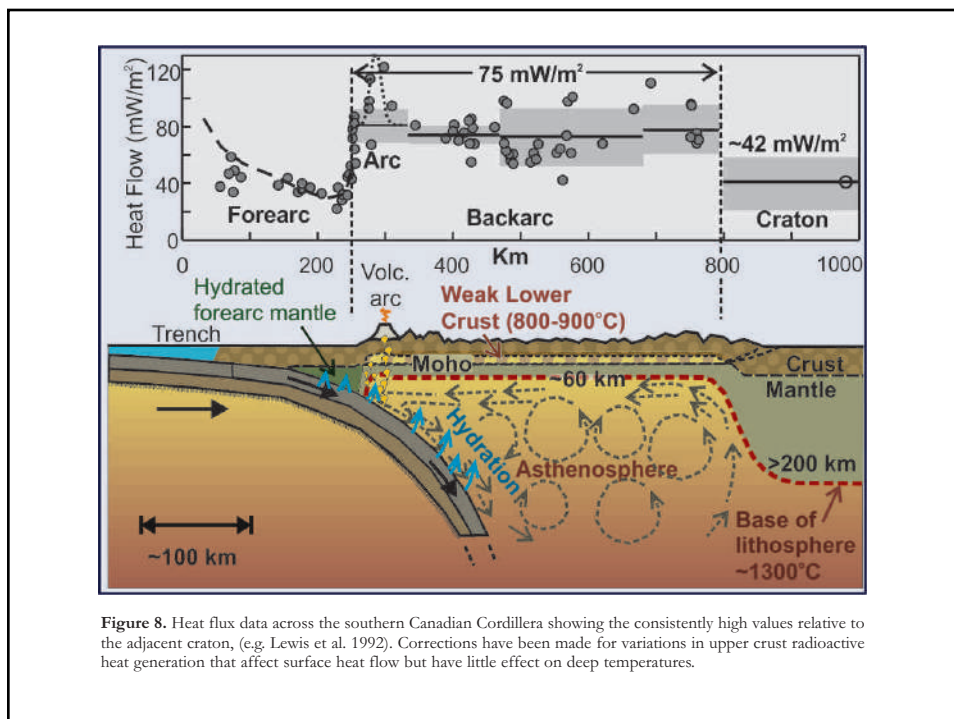 120
80
40
0
Heat Flow (mW/m²)
75 mW/m²
~42 mW/m²
Arc
Forearc
Backarc
Craton
Km
0
200
400
600
800
1000
Volc.
arc
Hydrated
forearc mantle
Weak Lower
Crust (800-900°C)
Trench
Moho
Crust
Mantle
~60 km
Hydration
Asthenosphere
>200 km
~100 km
Base of
lithosphere
~1300°C
Figure 8. Heat flux data across the southern Canadian Cordillera showing the consistently high values relative to
the adjacent craton, (e.g. Lewis et al. 1992). Corrections have been made for variations in upper crust radioactive
heat generation that affect surface heat flow but have little effect on deep temperatures.